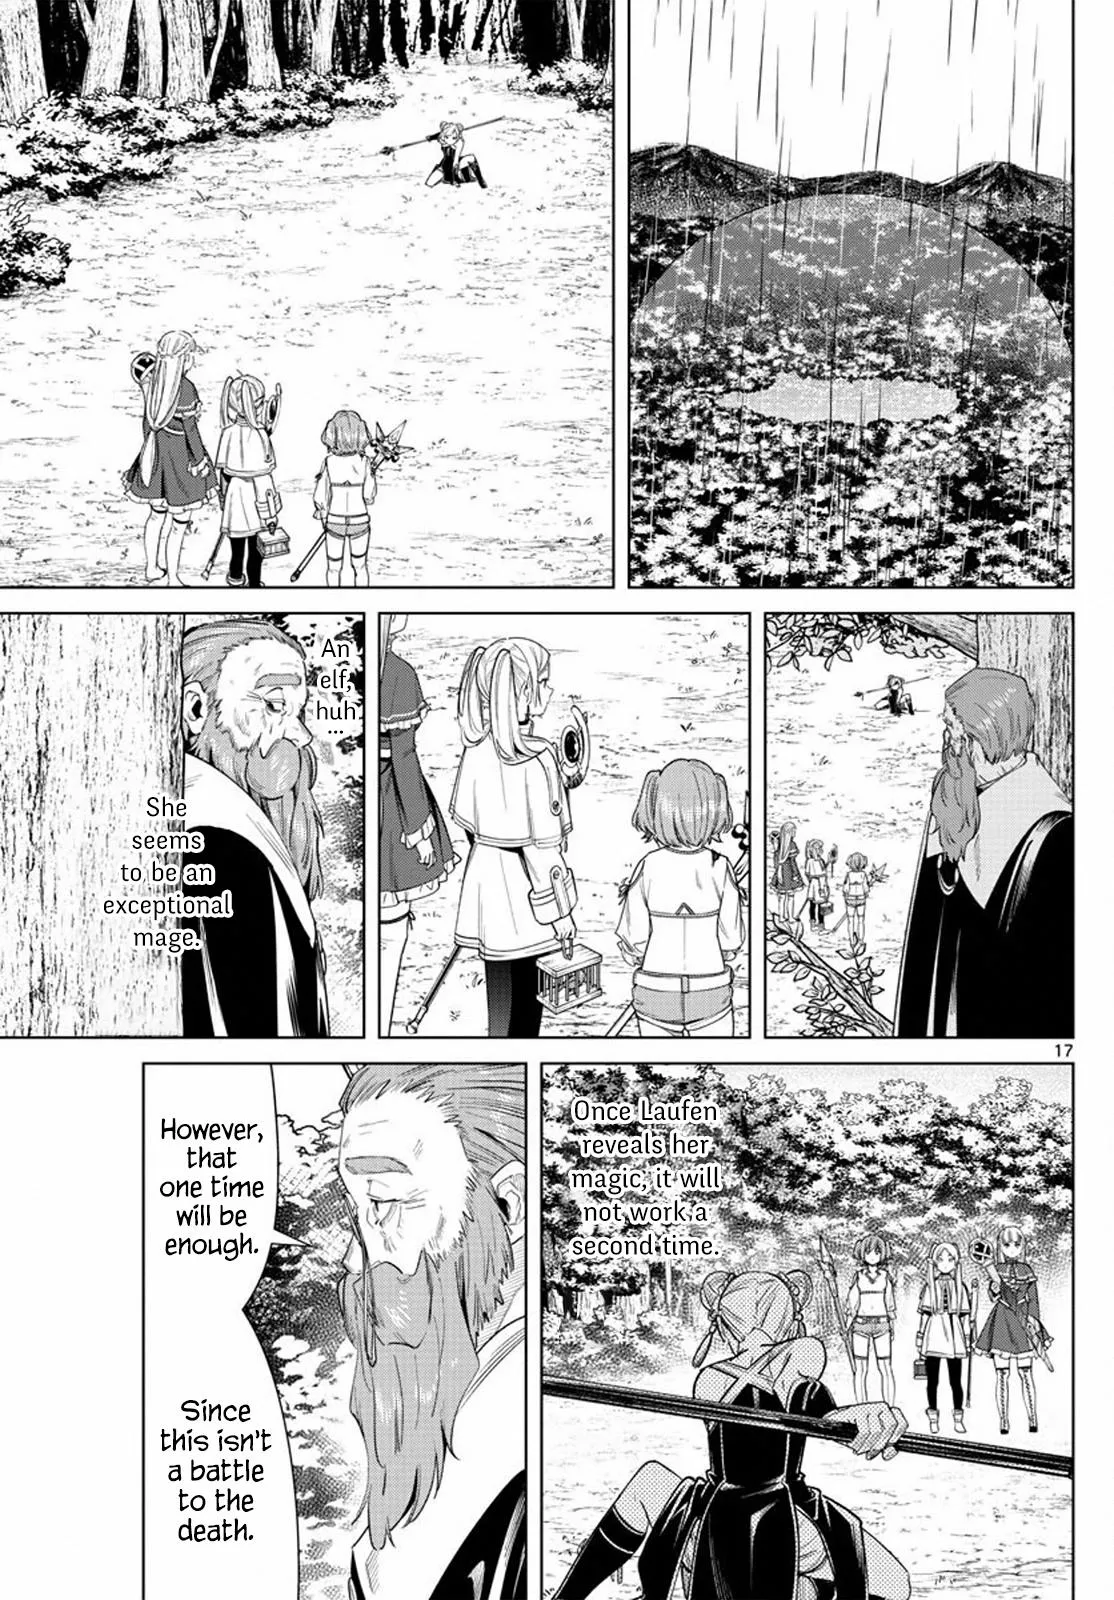 An
elf,
huh
...
She
seems
to be an
exceptional
mage.
17
Once Laufen
reveals her
magic, it will
not work a
second time.
However,
that
one time
will be
enough.
Since
this isn't
a battle
to the
death.